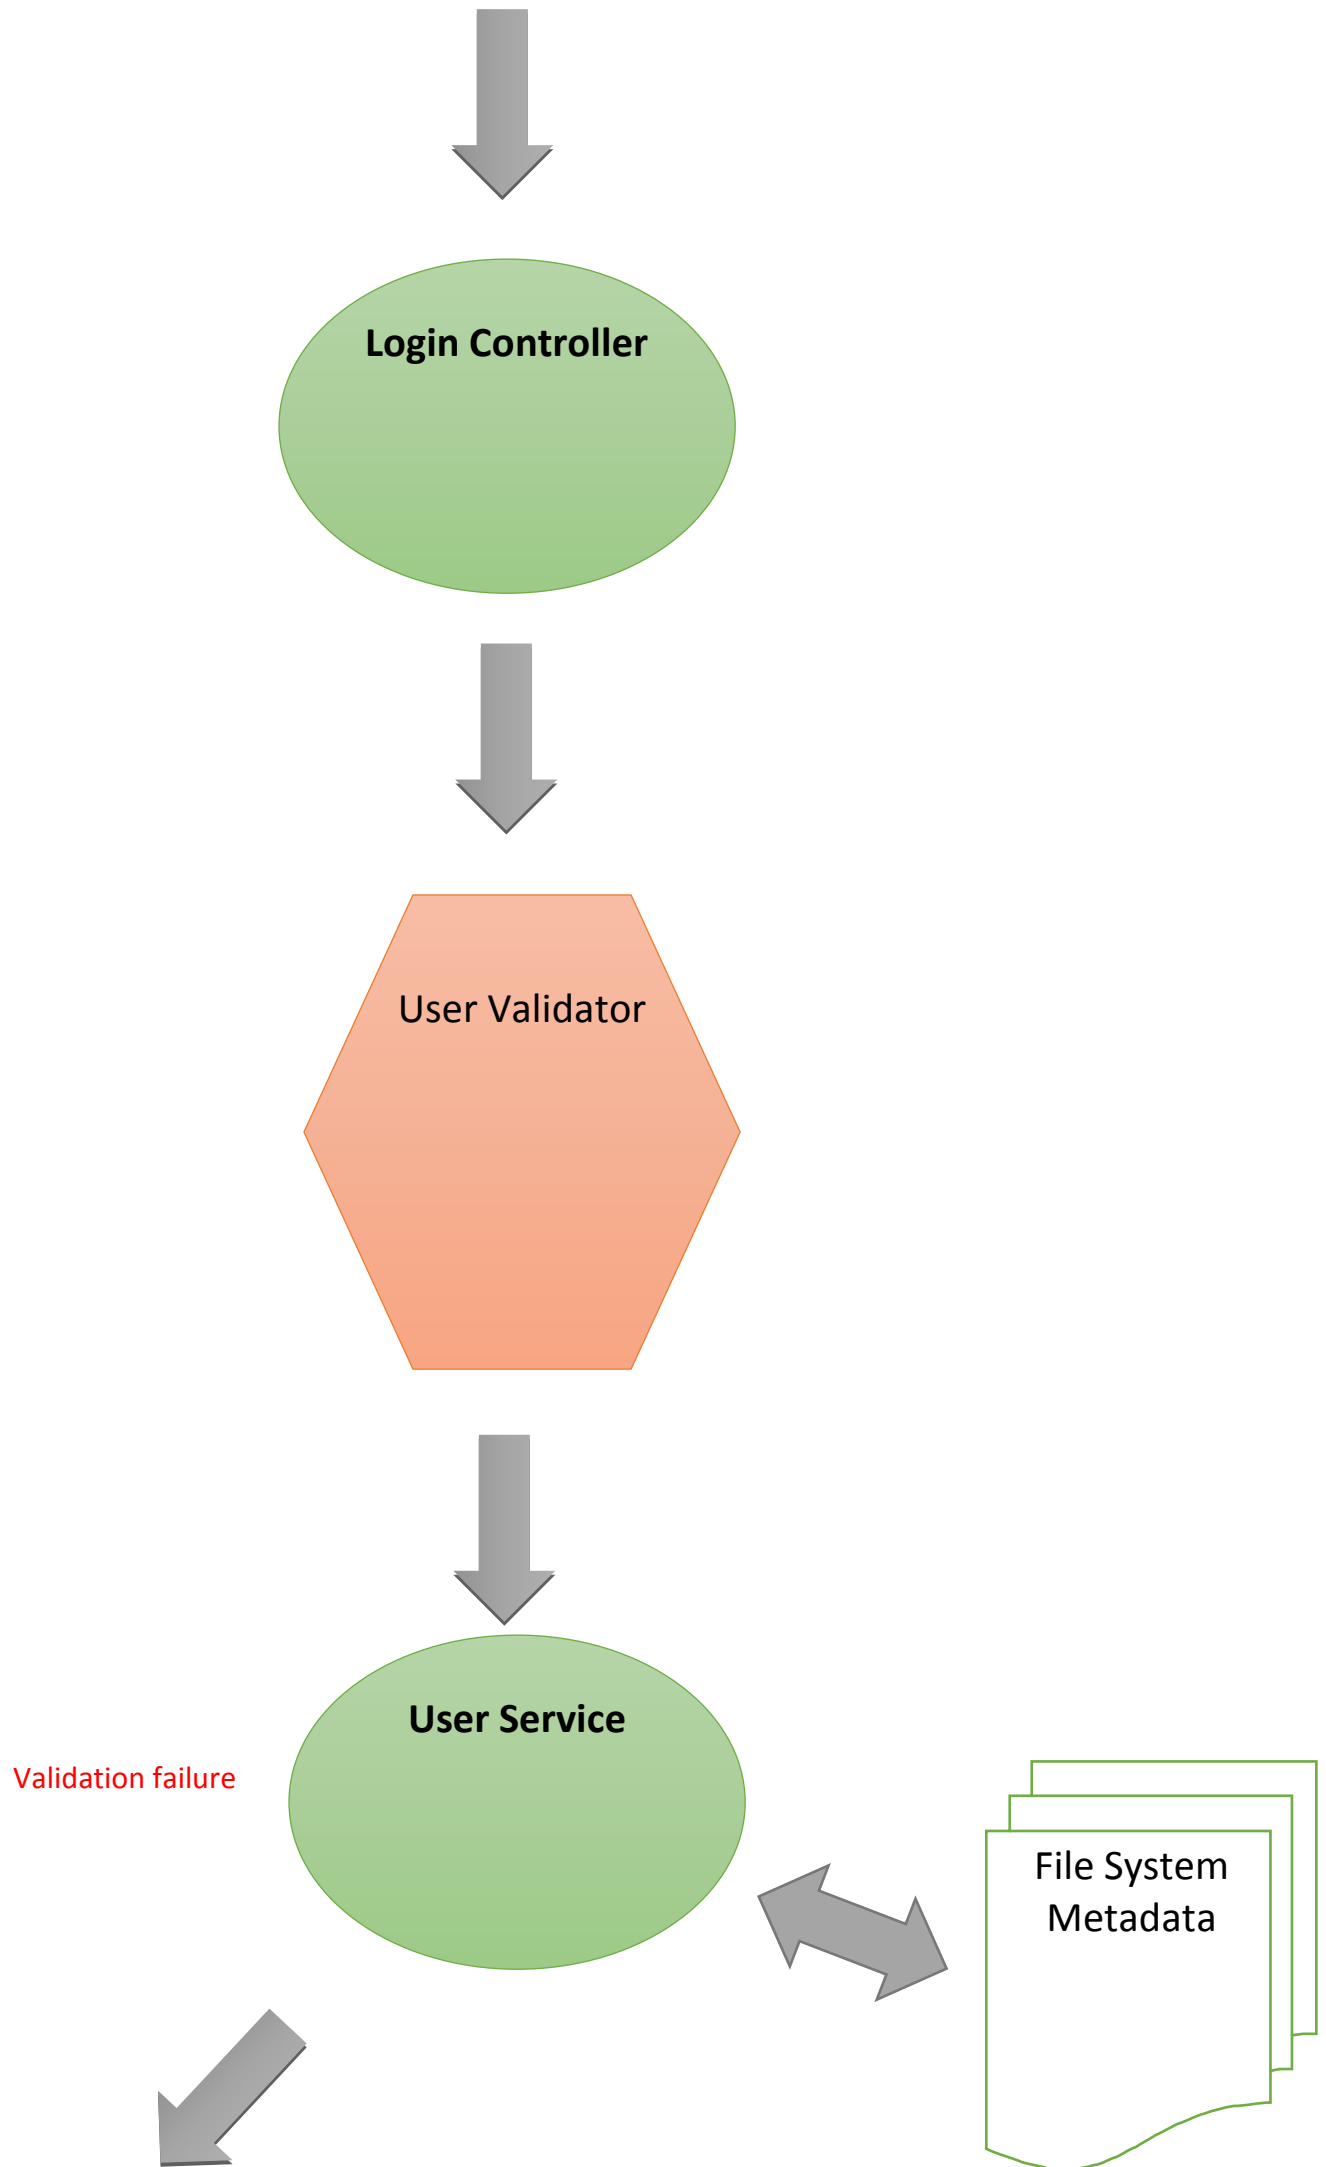 Login Controller
User Validator
User Service
Validation failure
File System
Metadata